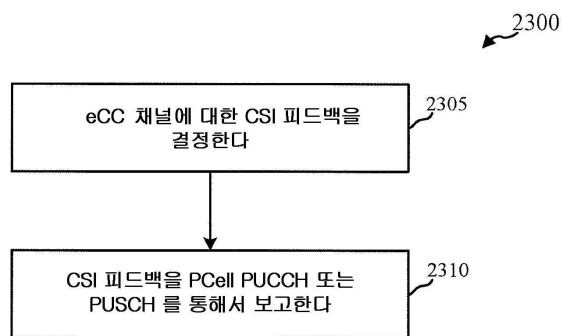 2300
eCC 채널에 대한 CSI 피드백을
결정한다
2305
CSI 피드백을 PCell PUCCH 또는
PUSCH 를 통해서 보고한다
2310